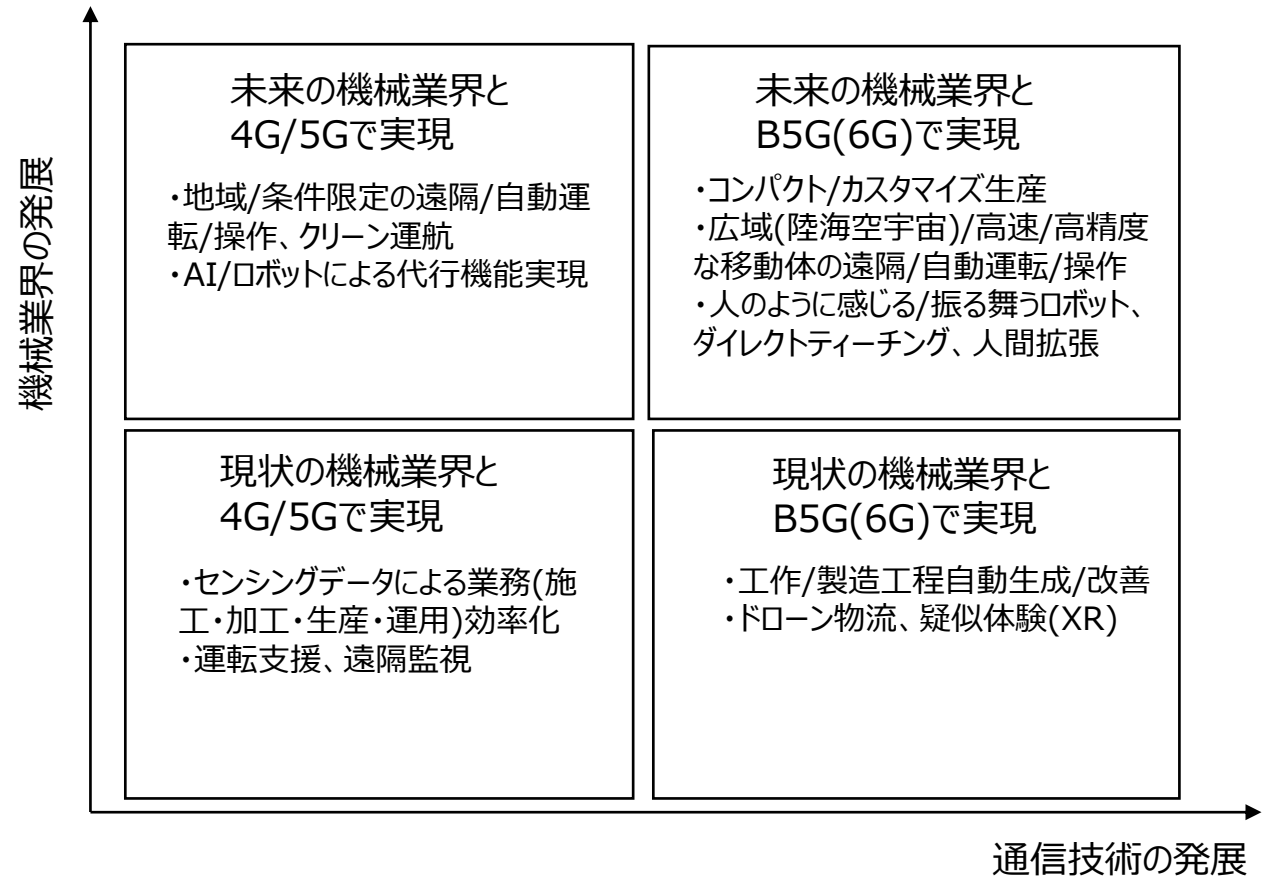 機械業界の発展
未来の機械業界と
4G/5Gで実現
・地域/条件限定の遠隔/自動運
転/操作、クリーン運航
・AI/ロボットによる代行機能実現
未来の機械業界と
B5G(6G)で実現
・コンパクト/カスタマイズ生産
・広域(陸海空宇宙)/高速/高精度
な移動体の遠隔/自動運転/操作
・人のように感じる/振る舞うロボット、
ダイレクトティーチング、人間拡張
現状の機械業界と
4G/5Gで実現
・センシングデータによる業務(施
工・加工・生産・運用)効率化
・運転支援、遠隔監視
現状の機械業界と
B5G(6G)で実現
・工作/製造工程自動生成/改善
・ドローン物流、疑似体験(XR)
通信技術の発展